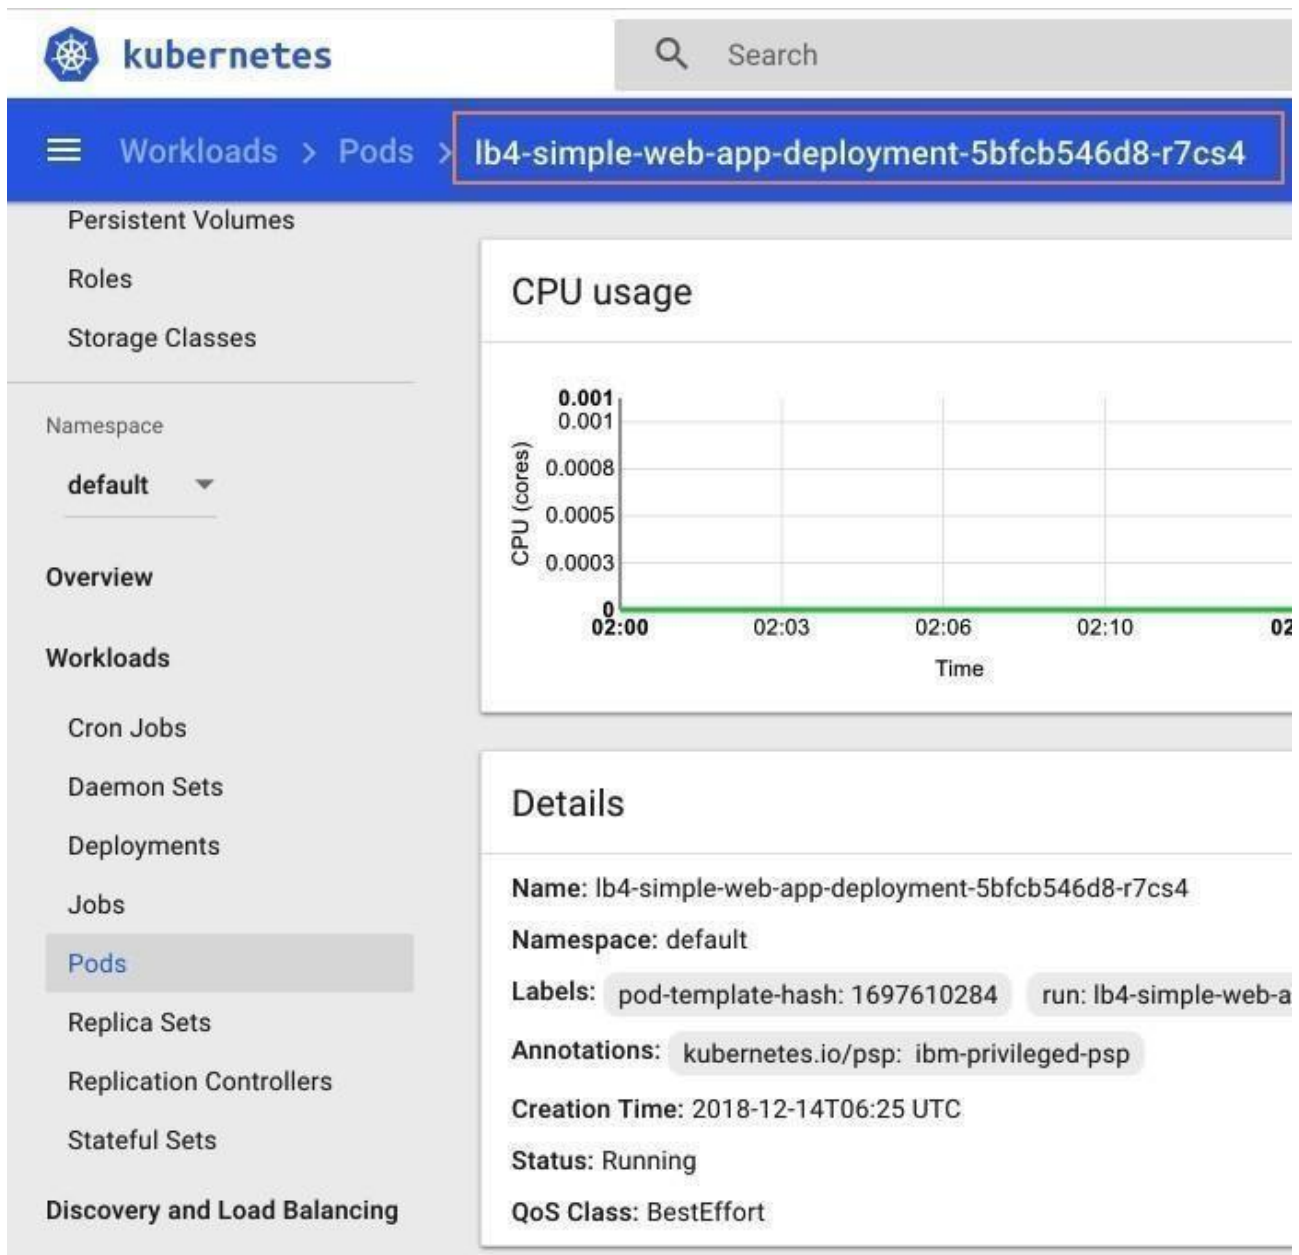 kubernetes
Search
Workloads > Pods > lb4-simple-web-app-deployment-5bfcb546d8-r7cs4
Persistent Volumes
Roles
Storage Classes
Namespace
default
Overview
Workloads
Cron Jobs
Daemon Sets
Deployments
Jobs
Pods
Replica Sets
Replication Controllers
Stateful Sets
Discovery and Load Balancing
CPU usage
CPU (cores)
0.001
0.001
0.0008
0.0005
0.0003
0
02:00 02:03 02:06 02:10 02
Time
Details
Name: lb4-simple-web-app-deployment-5bfcb546d8-r7cs4
Namespace: default
Labels: pod-template-hash: 1697610284 run: lb4-simple-web-a
Annotations: kubernetes.io/psp: ibm-privileged-psp
Creation Time: 2018-12-14T06:25 UTC
Status: Running
QoS Class: BestEffort